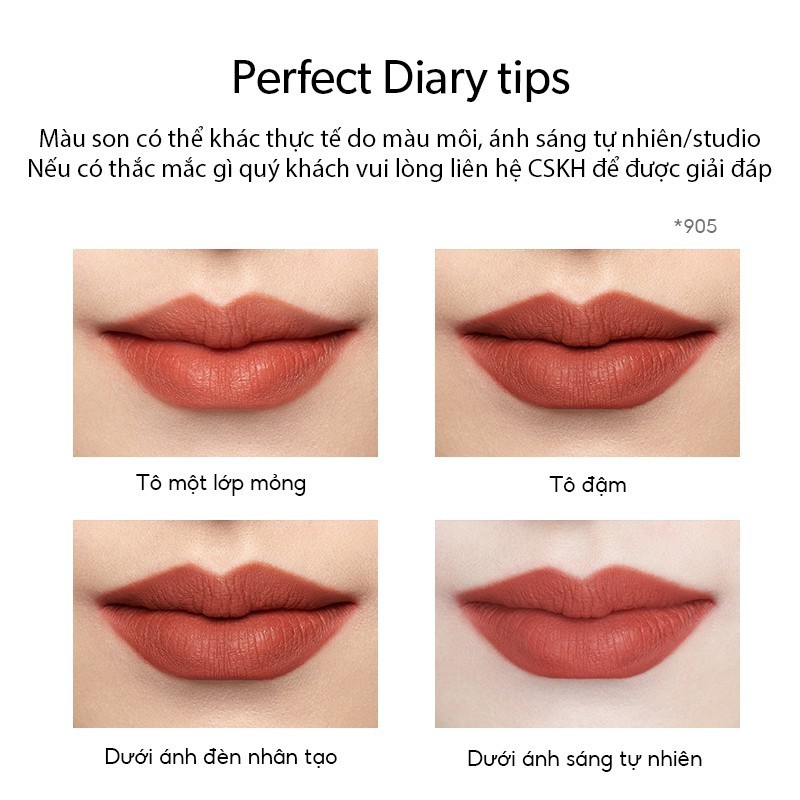 Perfect Diary tips
Màu son có thể khác thực tế do màu môi, ánh sáng tự nhiên/studio
Nếu có thắc mắc gì quý khách vui lòng liên hệ CSKH để được giải đáp
*905
Tô một lớp mỏng
Tô đậm
Dưới ánh đèn nhân tạo
Dưới ánh sáng tự nhiên